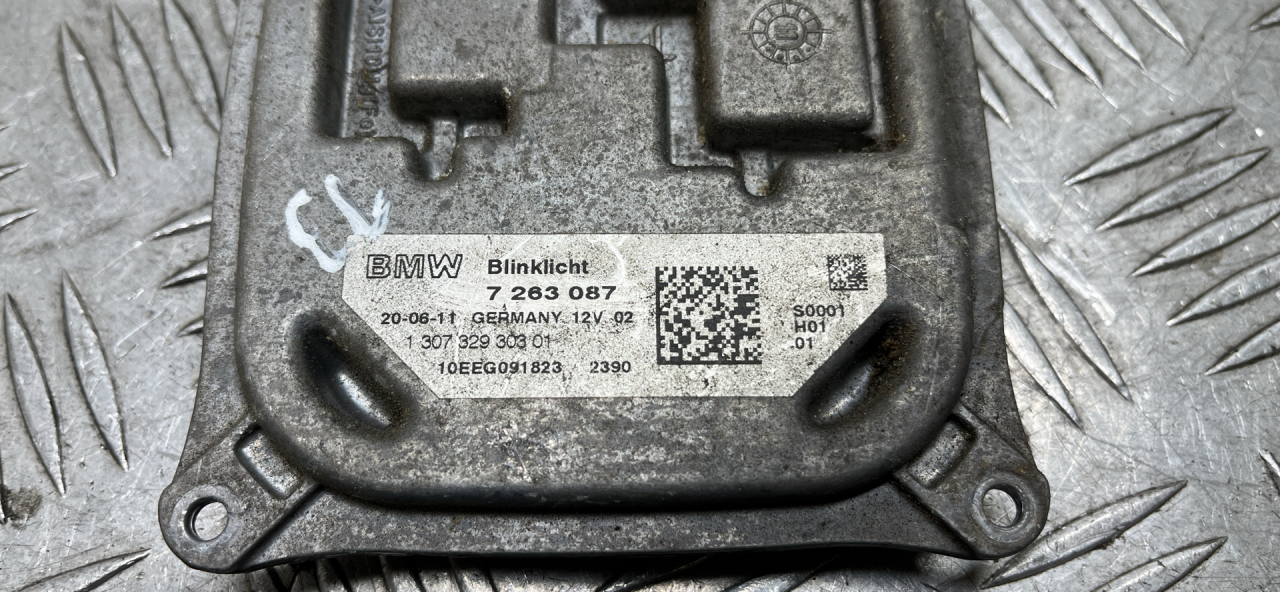 BMW Blinklicht
7 263 087
20-06-11 GERMANY 12V 02
1 307 329 303 01
10EEG091823 2390
S0001
H01
.01